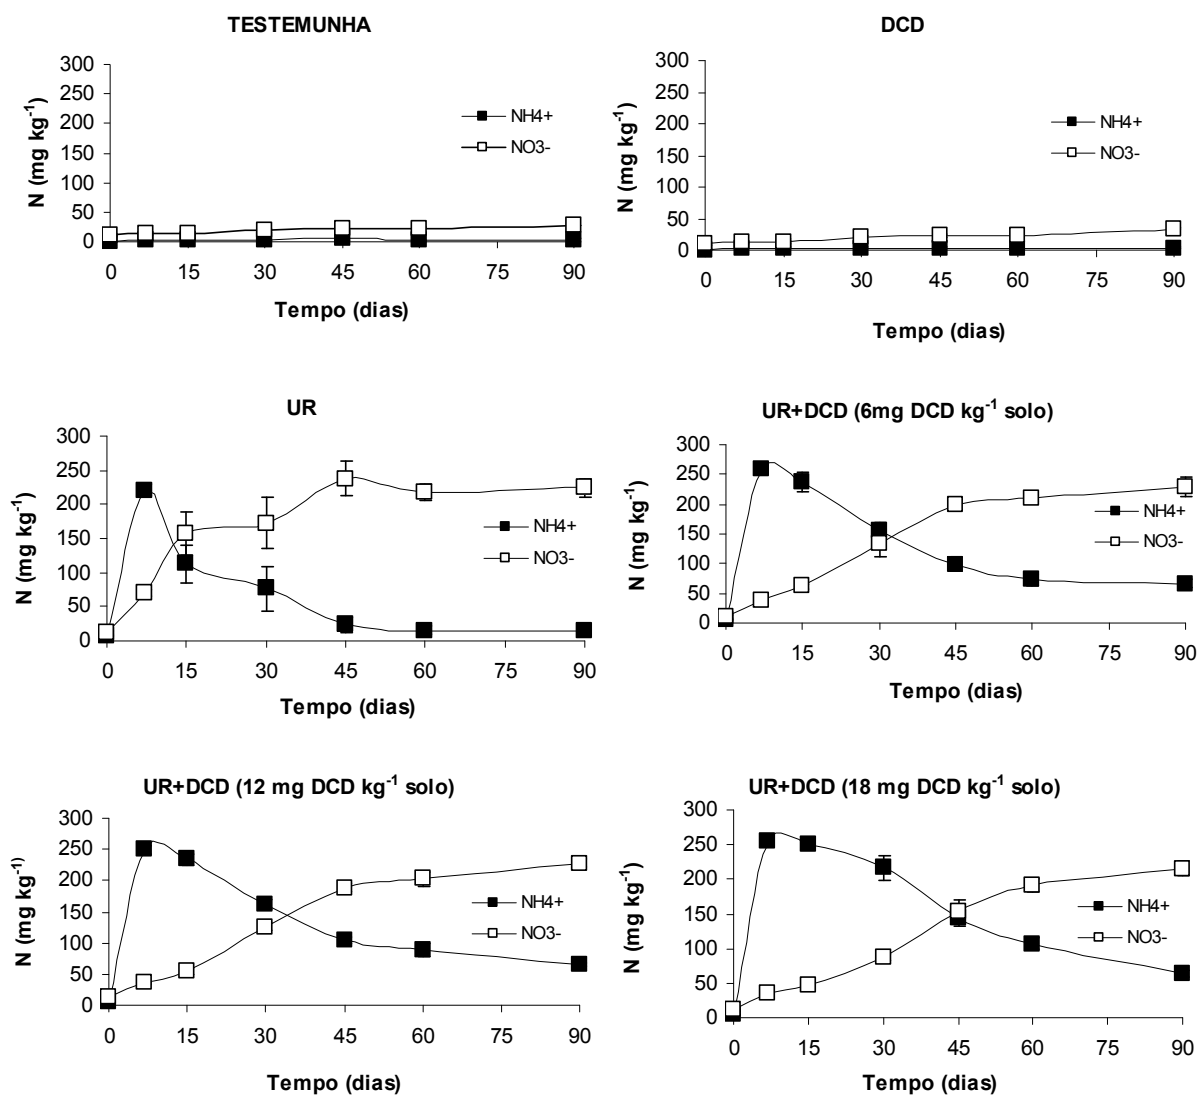 TESTEMUNHA
300
250
200
150
100
50
0
N (mg kg-1)
NH4+
NO3-
0 15 30 45 60 75 90
Tempo (dias)
DCD
300
250
200
150
100
50
0
N (mg kg-1)
NH4+
NO3-
0 15 30 45 60 75 90
Tempo (dias)
UR
300
250
200
150
100
50
0
N (mg kg-1)
NH4+
NO3-
0 15 30 45 60 75 90
Tempo (dias)
UR+DCD (6mg DCD kg-1 solo)
300
250
200
150
100
50
0
N (mg kg-1)
NH4+
NO3-
0 15 30 45 60 75 90
Tempo (dias)
UR+DCD (12 mg DCD kg-1 solo)
300
250
200
150
100
50
0
N (mg kg-1)
NH4+
NO3-
0 15 30 45 60 75 90
Tempo (dias)
UR+DCD (18 mg DCD kg-1 solo)
300
250
200
150
100
50
0
N (mg kg-1)
NH4+
NO3-
0 15 30 45 60 75 90
Tempo (dias)